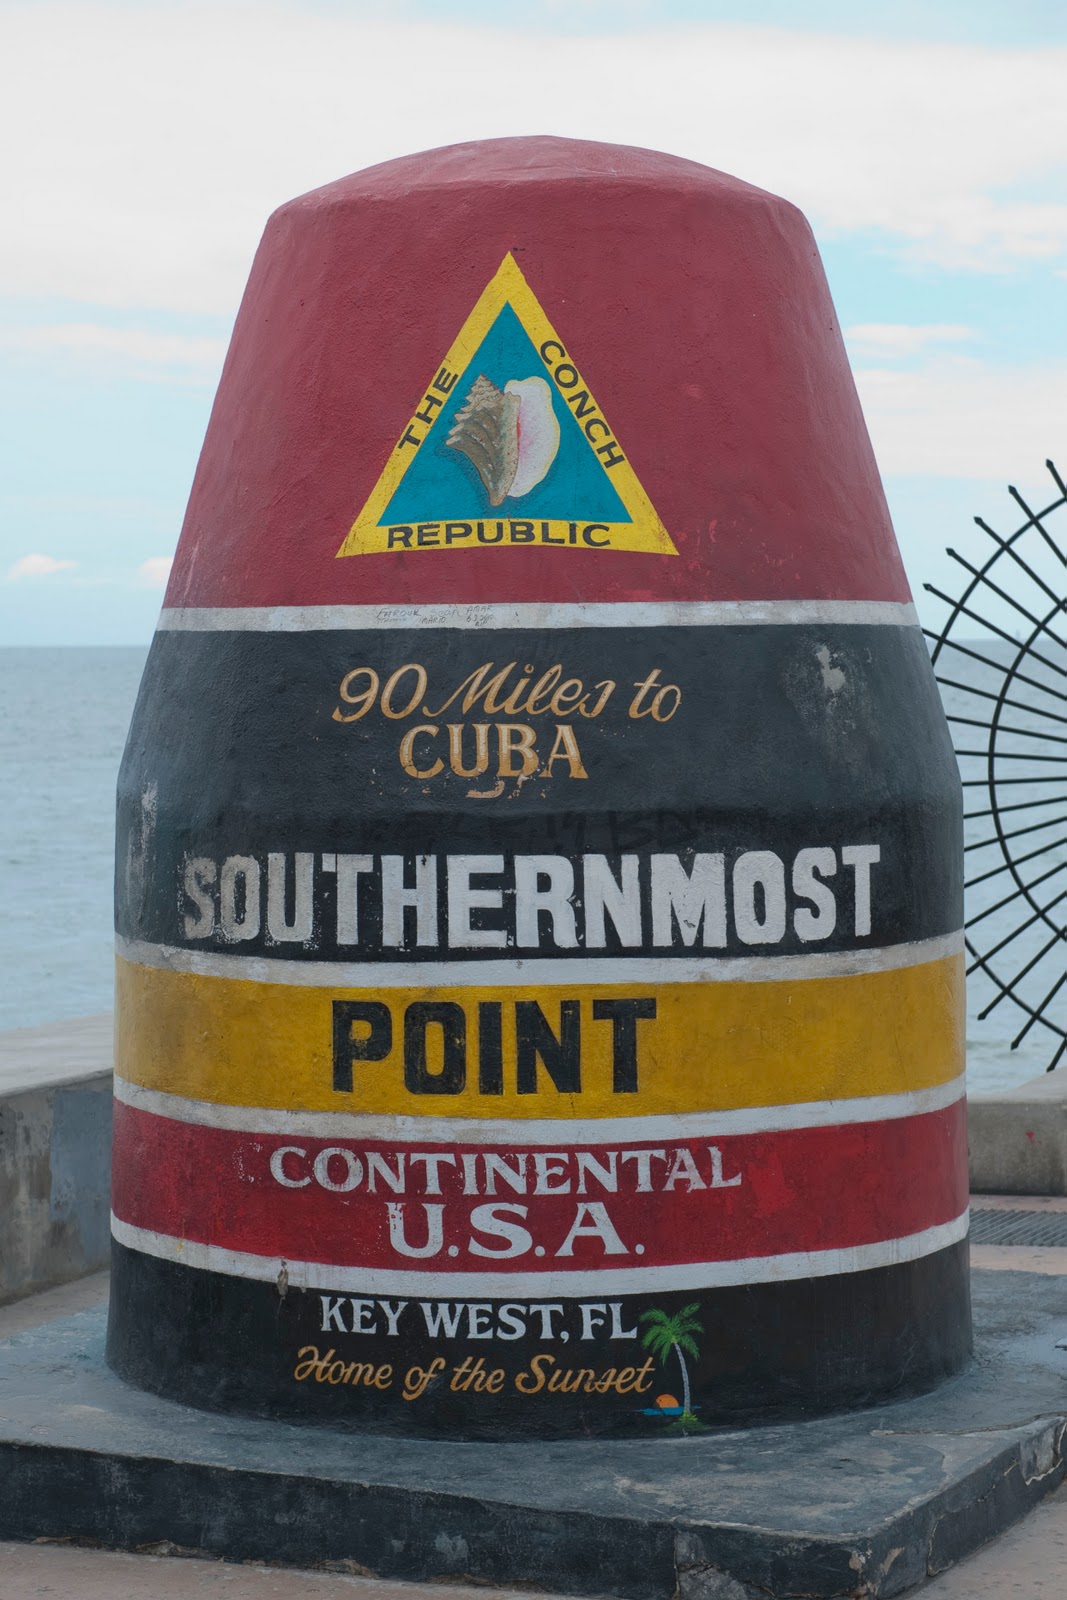 THE CONCH
REPUBLIC
90 Miles to
CUBA
SOUTHERNMOST
POINT
CONTINENTAL
U.S.A.
KEY WEST, FL
Home of the Sunset